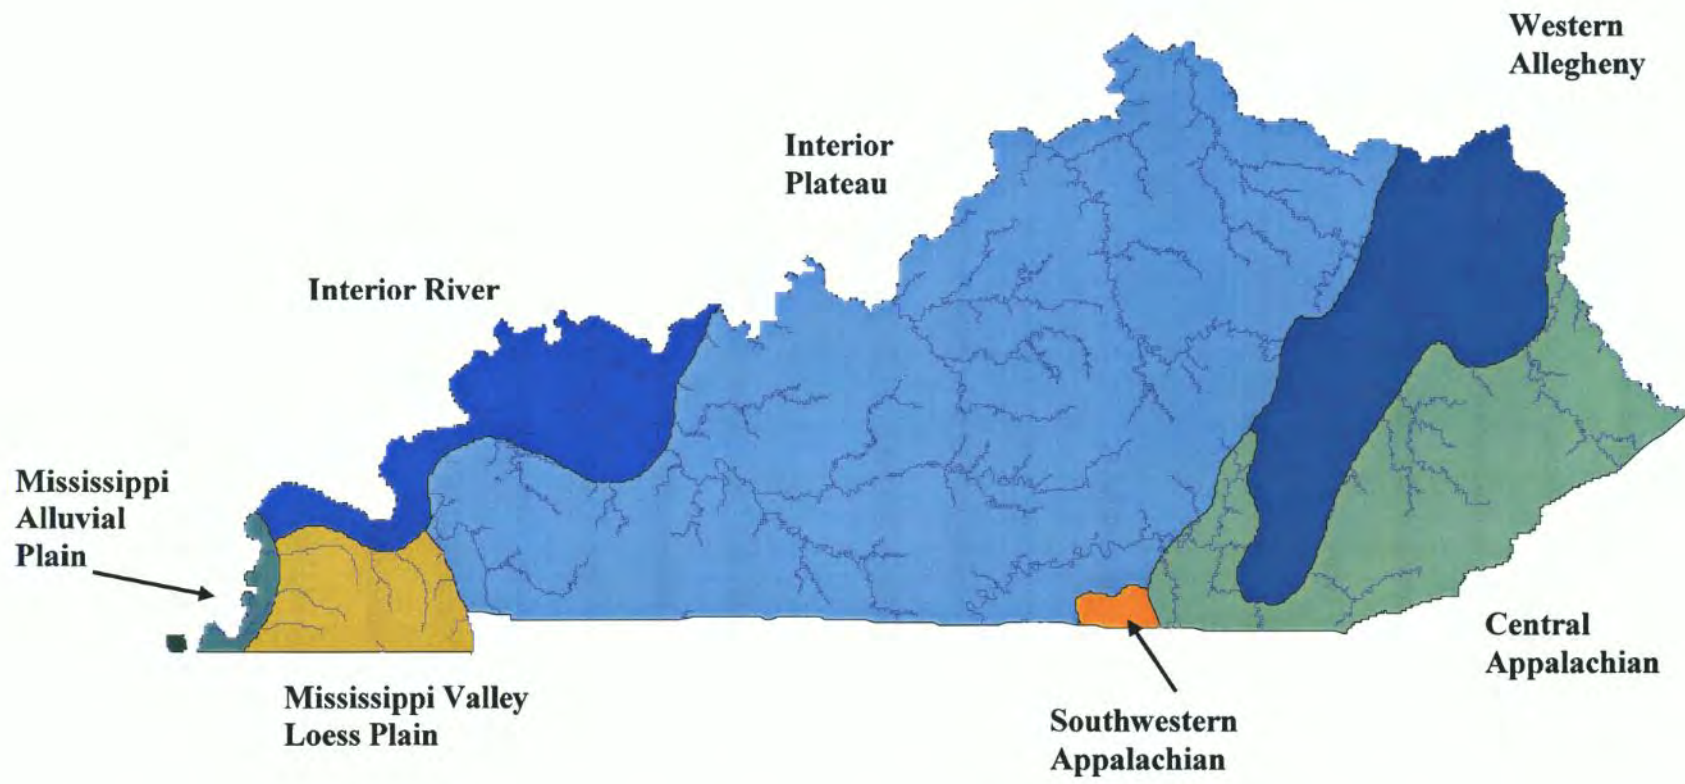 Western
Allegheny
Interior
Plateau
Interior River
Mississippi
Alluvial
Plain
Central
Appalachian
Mississippi Valley
Loess Plain
Southwestern
Appalachian